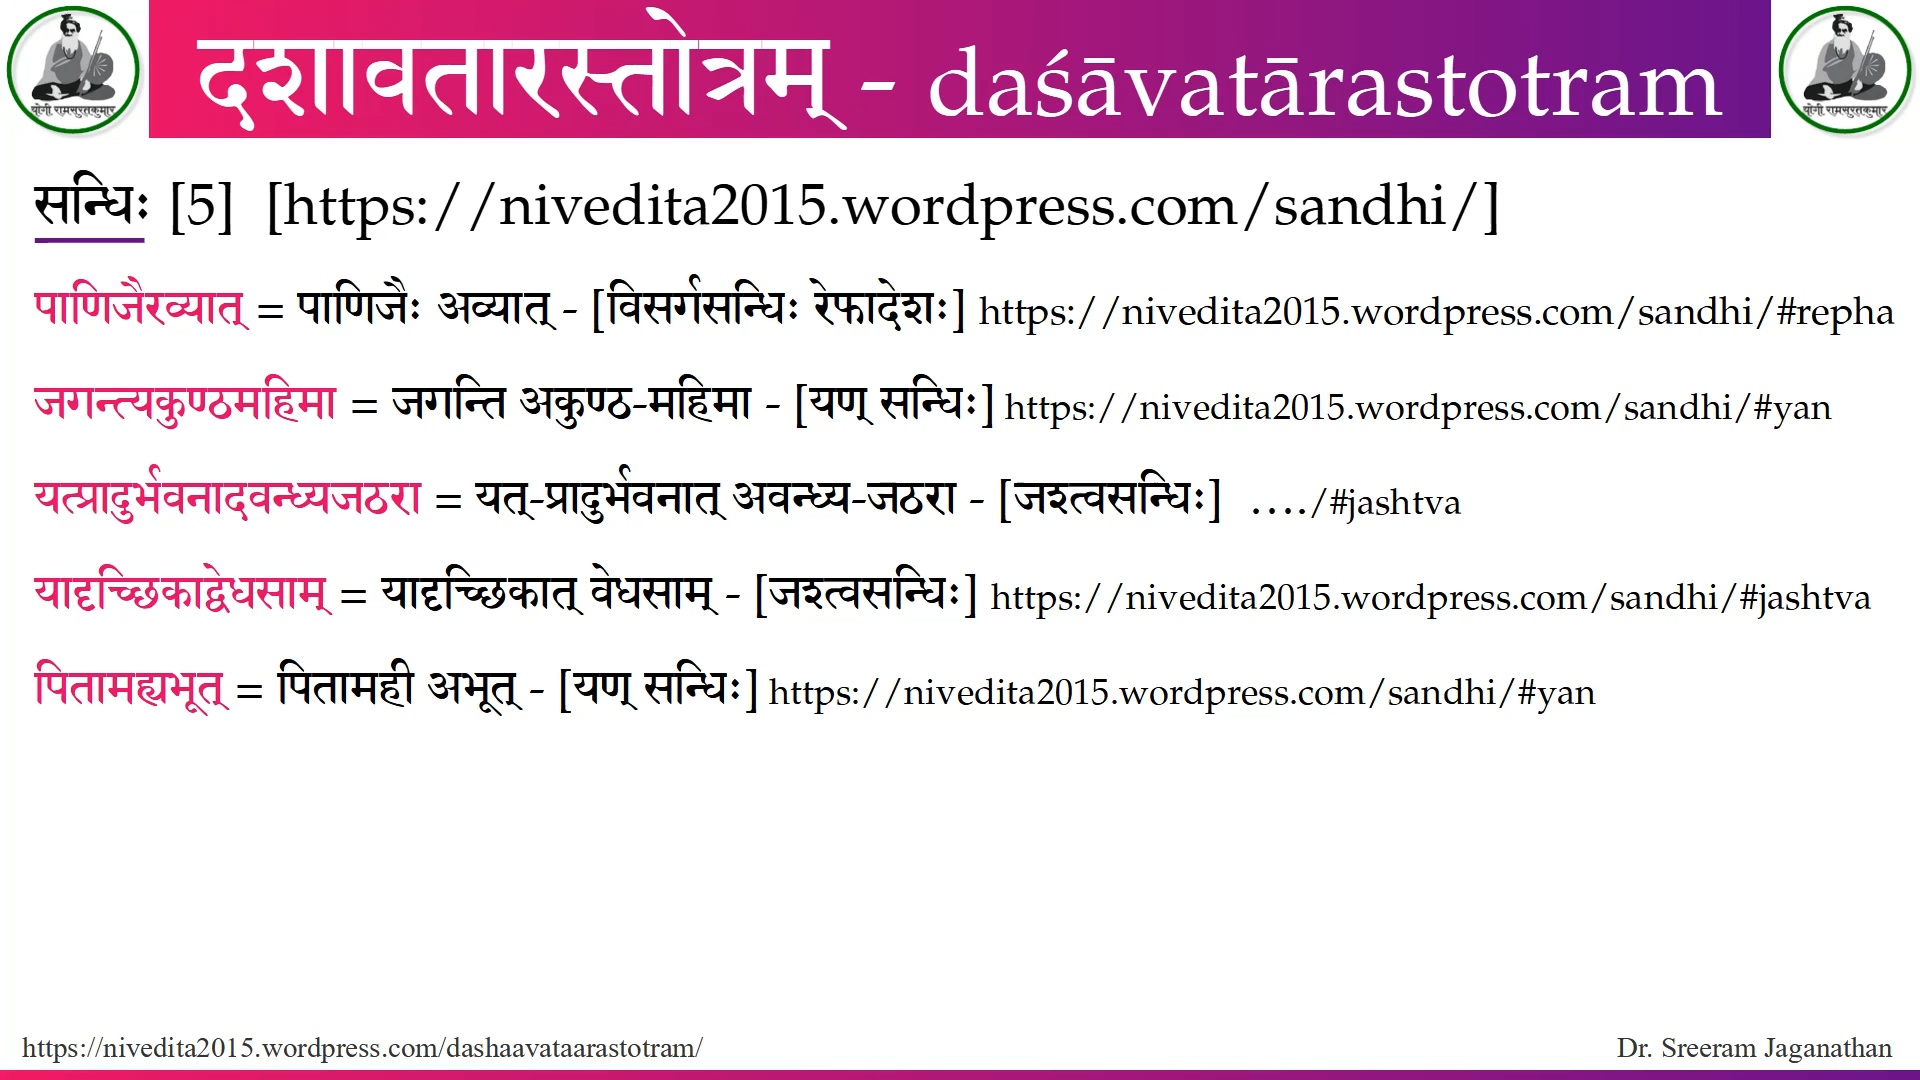 दशावतारस्तोत्रम् - daśāvatārastotram
योगी रामसुरतकुमार
योगी रामसुरतकुमार
सन्धिः [5] [https://nivedita2015.wordpress.com/sandhi/]
पाणिजैरव्यात् = पाणिजैः अव्यात् - [विसर्गसन्धिः रेफादेशः] https://nivedita2015.wordpress.com/sandhi/#repha
जगन्त्यकुण्ठमहिमा = जगन्ति अकुण्ठ-महिमा - [यण् सन्धिः] https://nivedita2015.wordpress.com/sandhi/#yan
यत्प्रादुर्भवनादवन्ध्यजठरा = यत्-प्रादुर्भवनात् अवन्ध्य-जठरा - [जश्त्वसन्धिः] …./#jashtva
यादृच्छिकाद्वेधसाम् = यादृच्छिकात् वेधसाम् - [जश्त्वसन्धिः] https://nivedita2015.wordpress.com/sandhi/#jashtva
पितामह्यभूत् = पितामही अभूत् - [यण् सन्धिः] https://nivedita2015.wordpress.com/sandhi/#yan
https://nivedita2015.wordpress.com/dashaavataarastotram/
Dr. Sreeram Jaganathan